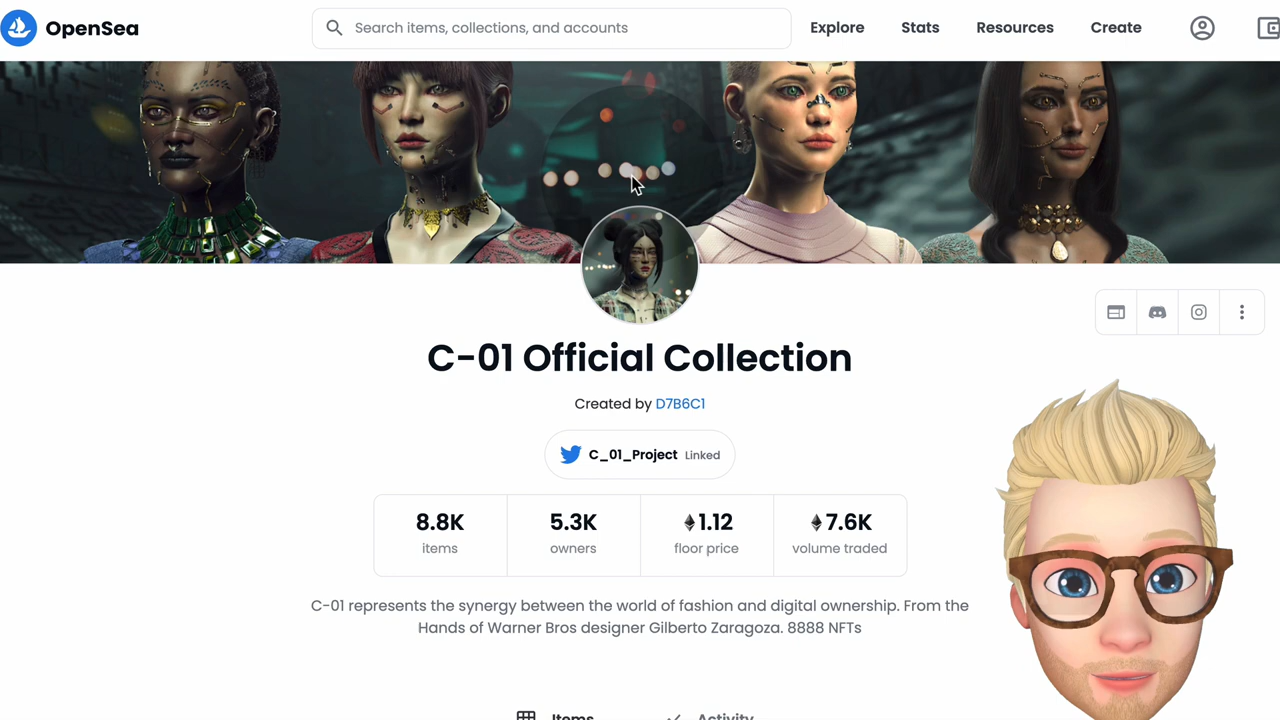 OpenSea
Search items, collections, and accounts
Explore
Stats
Resources
Create
C-01 Official Collection
Created by D7B6C1
C_01_Project Linked
8.8K
5.3K
1.12
7.6K
items
owners
floor price
volume traded
C-01 represents the synergy between the world of fashion and digital ownership. From the
Hands of Warner Bros designer Gilberto Zaragoza. 8888 NFTs
Items
Activity